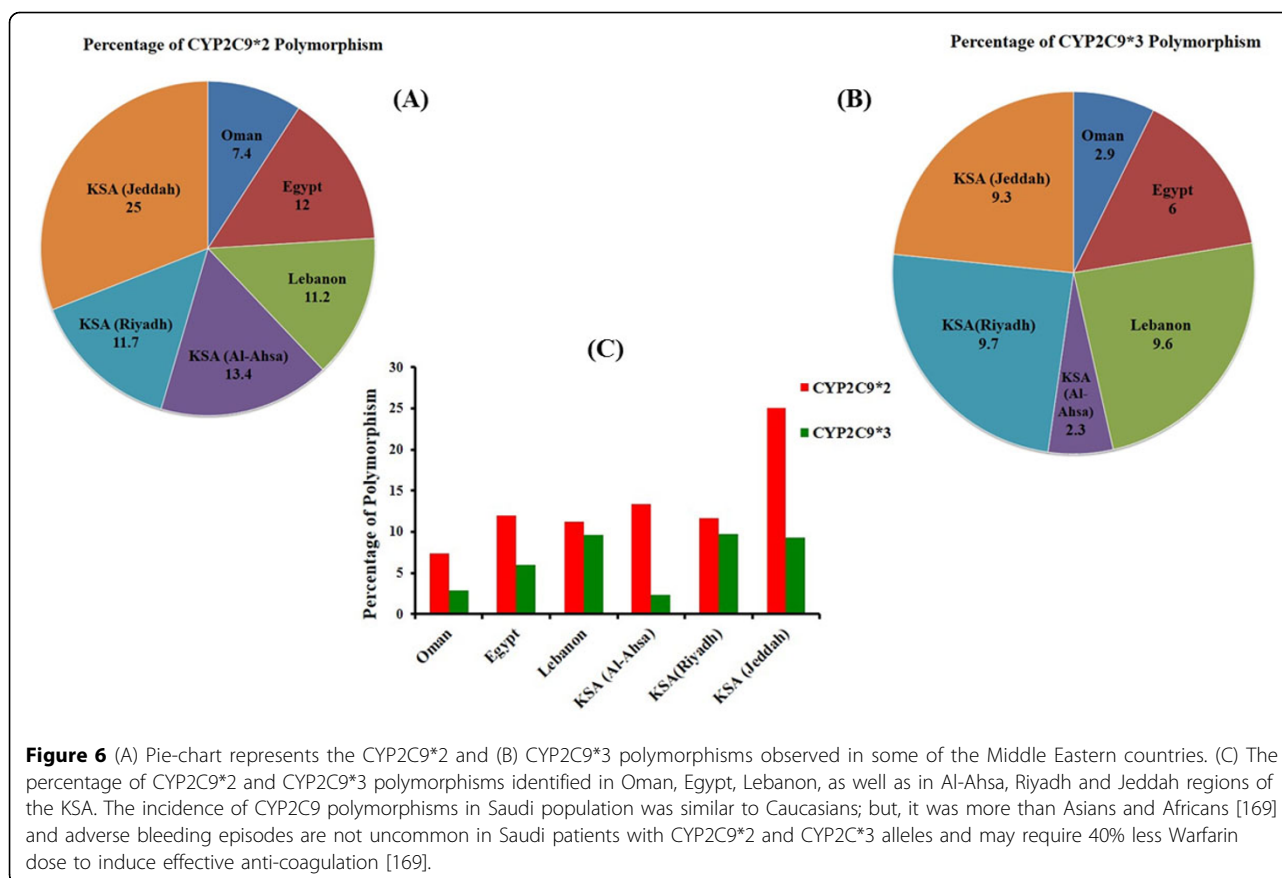 Percentage of CYP2C9*2 Polymorphism
(A)
Oman
7.4
Egypt
12
Lebanon
11.2
KSA (Al-Ahsa)
13.4
KSA (Riyadh)
11.7
KSA (Jeddah)
25
Percentage of CYP2C9*3 Polymorphism
(B)
Oman
2.9
Egypt
6
Lebanon
9.6
KSA
(Al-
Ahsa)
2.3
KSA(Riyadh)
9.7
KSA (Jeddah)
9.3
(C)
Percentage of Polymorphism
30
25
20
15
10
5
0
CYP2C9*2
CYP2C9*3
Oman
Egypt
Lebanon
KSA (Al-Ahsa)
KSA(Riyadh)
KSA (Jeddah)
Figure 6 (A) Pie-chart represents the CYP2C9*2 and (B) CYP2C9*3 polymorphisms observed in some of the Middle Eastern countries. (C) The
percentage of CYP2C9*2 and CYP2C9*3 polymorphisms identified in Oman, Egypt, Lebanon, as well as in Al-Ahsa, Riyadh and Jeddah regions of
the KSA. The incidence of CYP2C9 polymorphisms in Saudi population was similar to Caucasians; but, it was more than Asians and Africans [169]
and adverse bleeding episodes are not uncommon in Saudi patients with CYP2C9*2 and CYP2C*3 alleles and may require 40% less Warfarin
dose to induce effective anti-coagulation [169].